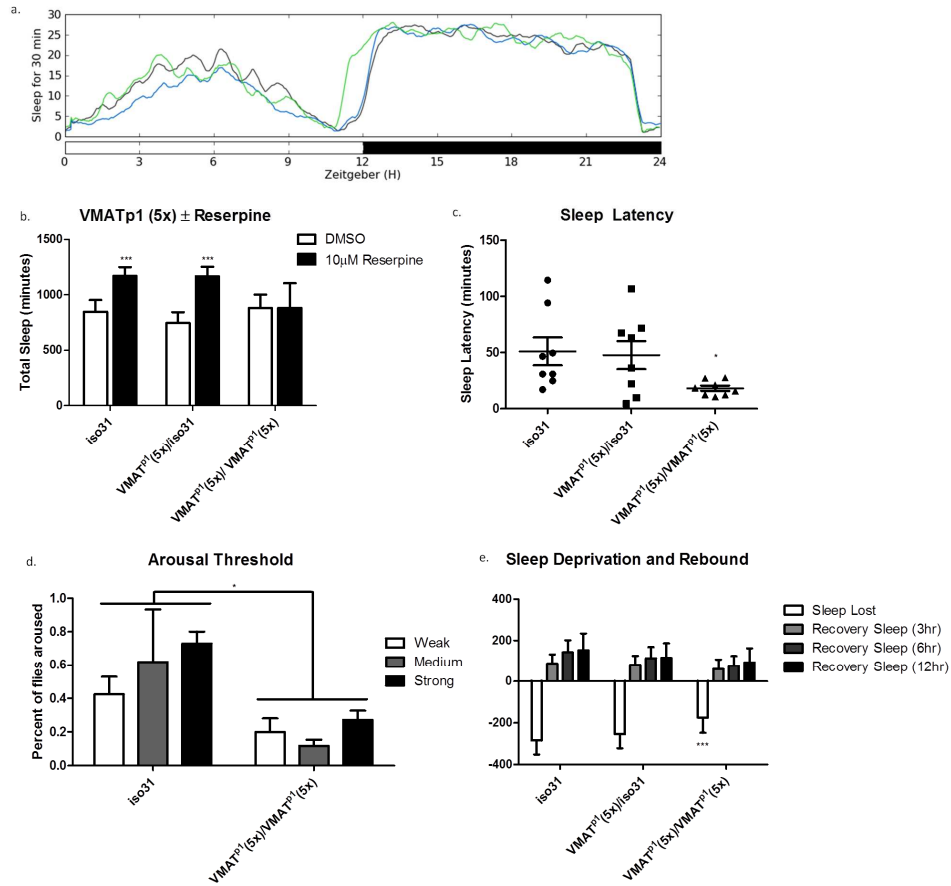 a.
Sleep for 30 min
30
25
20
15
10
5
0
0 3 6 9 12 15 18 21 24
Zeitgeber (H)
b.
VMATp1 (5x) ± Reserpine
DMSO
10μM Reserpine
Total Sleep (minutes)
1500
1000
500
0
*** ***
iso31
VMATp1(5x)/iso31
VMATp1(5x)/ VMATp1(5x)
c.
Sleep Latency
Sleep Latency (minutes)
150
100
50
0
*
iso31
VMATp1(5x)/iso31
VMATp1(5x)/VMATp1(5x)
d.
Arousal Threshold
Percent of flies aroused
1.0
0.8
0.6
0.4
0.2
0.0
*
Weak
Medium
Strong
iso31
VMATp1(5x)/VMATp1(5x)
e.
Sleep Deprivation and Rebound
400
200
0
-200
-400
***
Sleep Lost
Recovery Sleep (3hr)
Recovery Sleep (6hr)
Recovery Sleep (12hr)
iso31
VMATp1(5x)/iso31
VMATp1(5x)/VMATp1(5x)